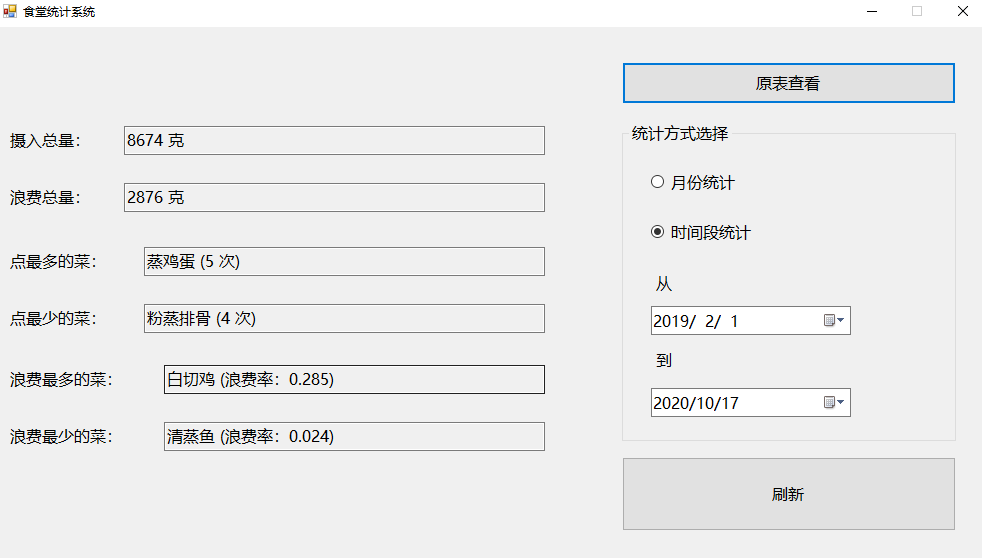 食堂统计系统
原表查看
摄入总量： 8674 克
浪费总量： 2876 克
点最多的菜： 蒸鸡蛋 (5 次)
点最少的菜： 粉蒸排骨 (4 次)
浪费最多的菜： 白切鸡 (浪费率：0.285)
浪费最少的菜： 清蒸鱼 (浪费率：0.024)
统计方式选择
月份统计
时间段统计
从
2019/ 2/ 1
到
2020/10/17
刷新